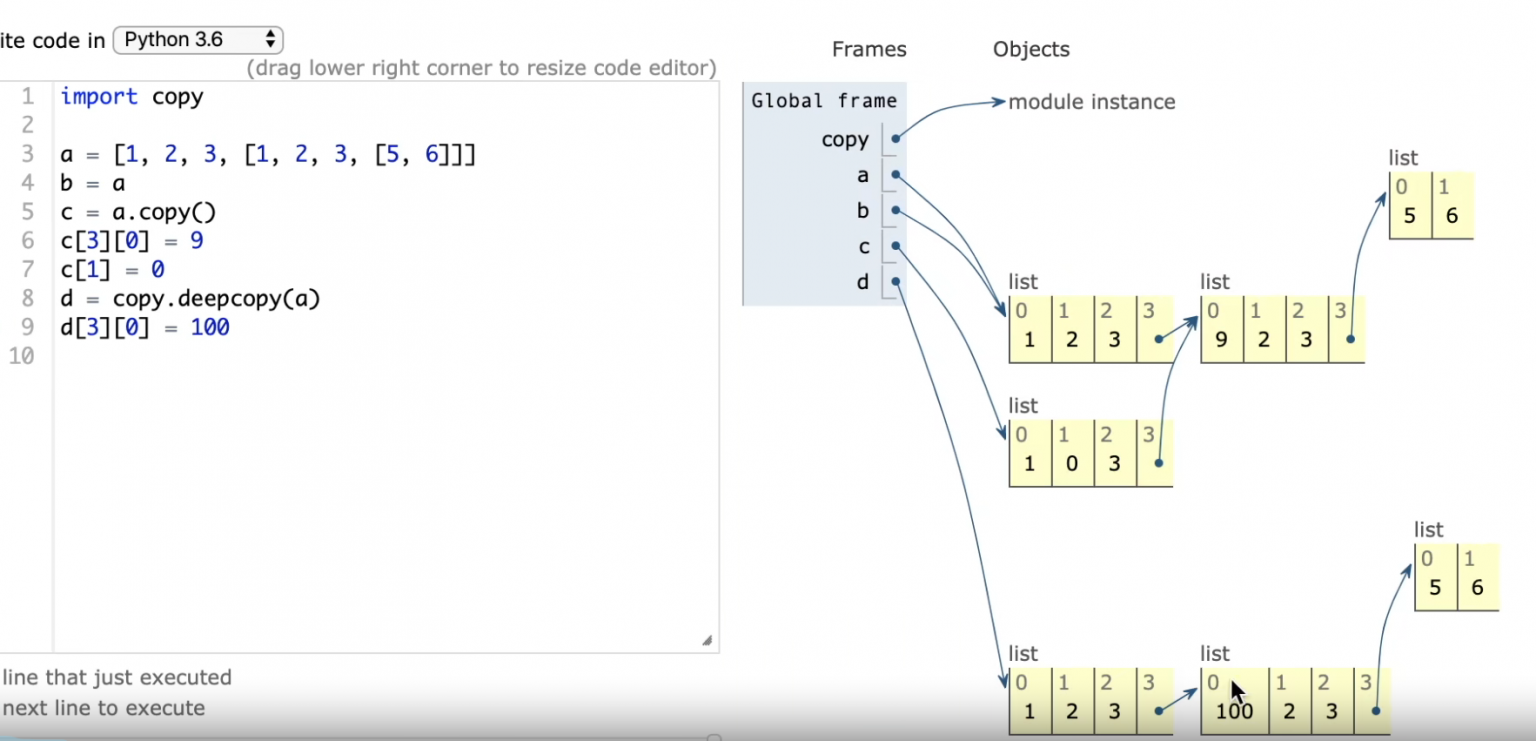 ite code in Python 3.6
(drag lower right corner to resize code editor)
1 import copy
2
3 a = [1, 2, 3, [1, 2, 3, [5, 6]]]
4 b = a
5 c = a.copy()
6 c[3][0] = 9
7 c[1] = 0
8 d = copy.deepcopy(a)
9 d[3][0] = 100
10
line that just executed
next line to execute
Frames Objects
Global frame
copy module instance
a
b
c
d
list
0 1
5 6
list list
0 1 2 3 0 1 2 3
1 2 3 9 2 3
list
0 1 2 3
1 0 3
list
0 1
5 6
list list
0 1 2 3 0 1 2 3
1 2 3 100 2 3